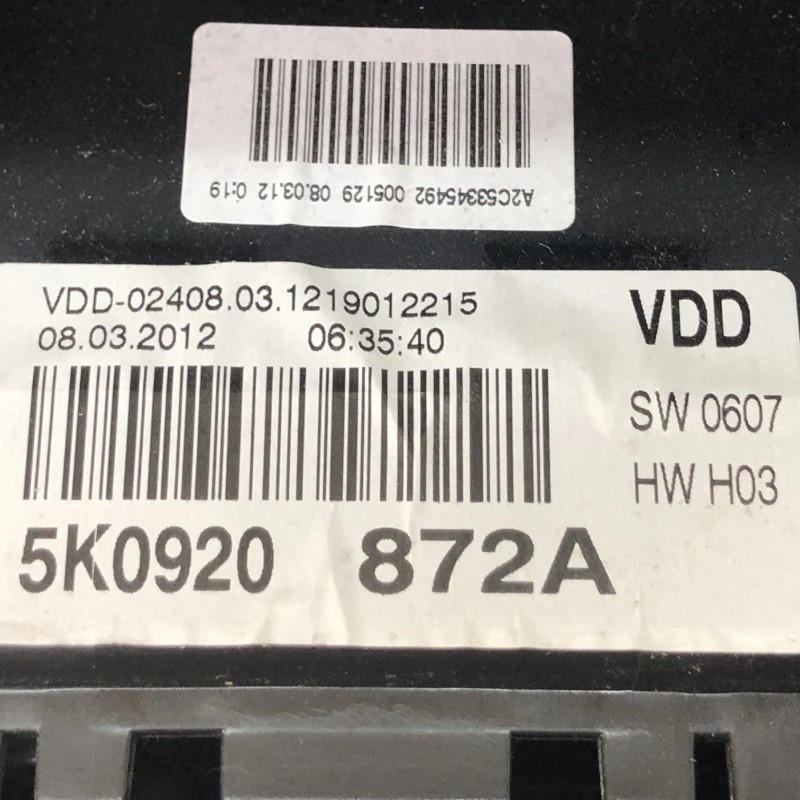 A2C53345492 005129 08.03.12 0:19
VDD-02408.03.1219012215
08.03.2012 06:35:40
VDD
SW 0607
HW H03
5K0920 872A